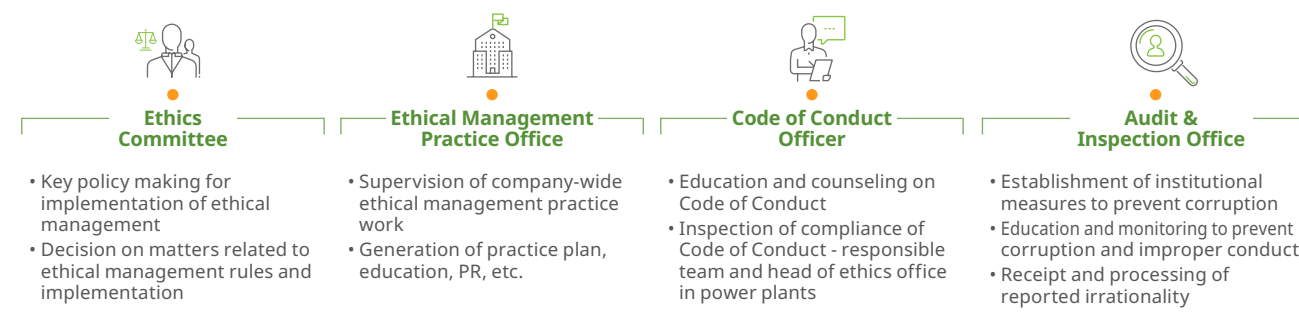 Ethics
Committee
• Key policy making for
implementation of ethical
management
• Decision on matters related to
ethical management rules and
implementation
Ethical Management
Practice Office
• Supervision of company-wide
ethical management practice
work
• Generation of practice plan,
education, PR, etc.
Code of Conduct
Officer
• Education and counseling on
Code of Conduct
• Inspection of compliance of
Code of Conduct - responsible
team and head of ethics office
in power plants
Audit &
Inspection Office
• Establishment of institutional
measures to prevent corruption
• Education and monitoring to prevent
corruption and improper conduct
• Receipt and processing of
reported irrationality